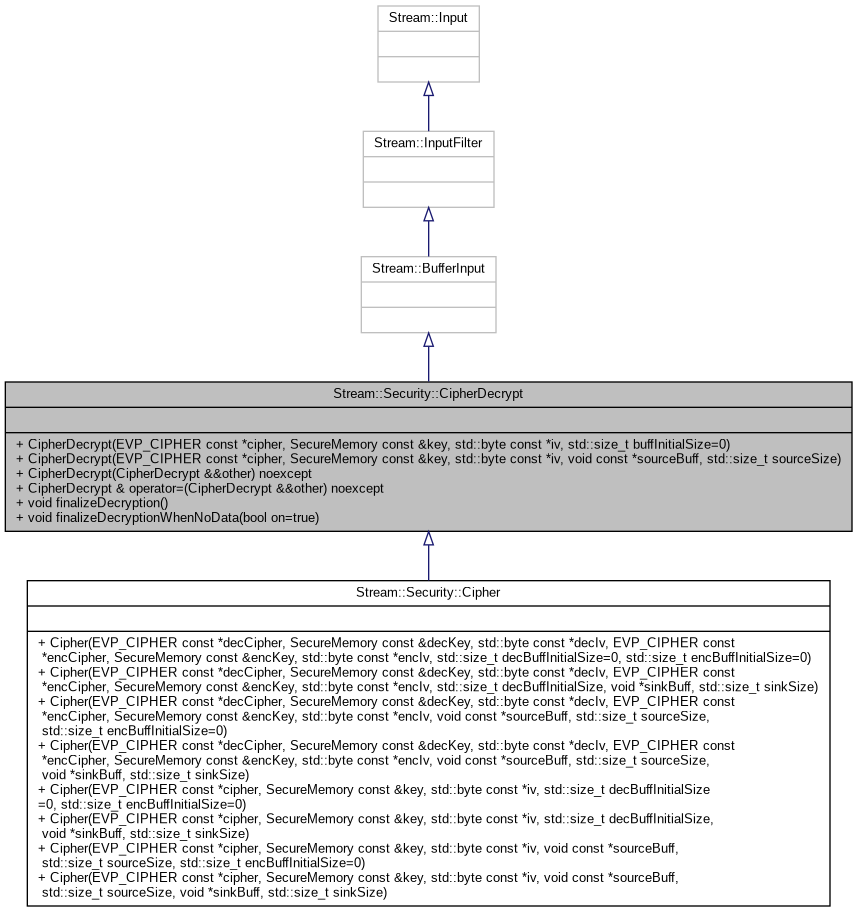 Stream::Input
Stream::InputFilter
Stream::BufferInput
Stream::Security::CipherDecrypt
+ CipherDecrypt(EVP_CIPHER const *cipher, SecureMemory const &key, std::byte const *iv, std::size_t buffInitialSize=0)
+ CipherDecrypt(EVP_CIPHER const *cipher, SecureMemory const &key, std::byte const *iv, void const *sourceBuff, std::size_t sourceSize)
+ CipherDecrypt(CipherDecrypt &&other) noexcept
+ CipherDecrypt & operator=(CipherDecrypt &&other) noexcept
+ void finalizeDecryption()
+ void finalizeDecryptionWhenNoData(bool on=true)
Stream::Security::Cipher
+ Cipher(EVP_CIPHER const *decCipher, SecureMemory const &decKey, std::byte const *decIv, EVP_CIPHER const
*encCipher, SecureMemory const &encKey, std::byte const *encIv, std::size_t decBuffInitialSize=0, std::size_t encBuffInitialSize=0)
+ Cipher(EVP_CIPHER const *decCipher, SecureMemory const &decKey, std::byte const *decIv, EVP_CIPHER const
*encCipher, SecureMemory const &encKey, std::byte const *encIv, std::size_t decBuffInitialSize, void *sinkBuff, std::size_t sinkSize)
+ Cipher(EVP_CIPHER const *decCipher, SecureMemory const &decKey, std::byte const *decIv, EVP_CIPHER const
*encCipher, SecureMemory const &encKey, std::byte const *encIv, void const *sourceBuff, std::size_t sourceSize,
std::size_t encBuffInitialSize=0)
+ Cipher(EVP_CIPHER const *decCipher, SecureMemory const &decKey, std::byte const *decIv, EVP_CIPHER const
*encCipher, SecureMemory const &encKey, std::byte const *encIv, void const *sourceBuff, std::size_t sourceSize,
void *sinkBuff, std::size_t sinkSize)
+ Cipher(EVP_CIPHER const *cipher, SecureMemory const &key, std::byte const *iv, std::size_t decBuffInitialSize
=0, std::size_t encBuffInitialSize=0)
+ Cipher(EVP_CIPHER const *cipher, SecureMemory const &key, std::byte const *iv, std::size_t decBuffInitialSize,
void *sinkBuff, std::size_t sinkSize)
+ Cipher(EVP_CIPHER const *cipher, SecureMemory const &key, std::byte const *iv, void const *sourceBuff,
std::size_t sourceSize, std::size_t encBuffInitialSize=0)
+ Cipher(EVP_CIPHER const *cipher, SecureMemory const &key, std::byte const *iv, void const *sourceBuff,
std::size_t sourceSize, void *sinkBuff, std::size_t sinkSize)